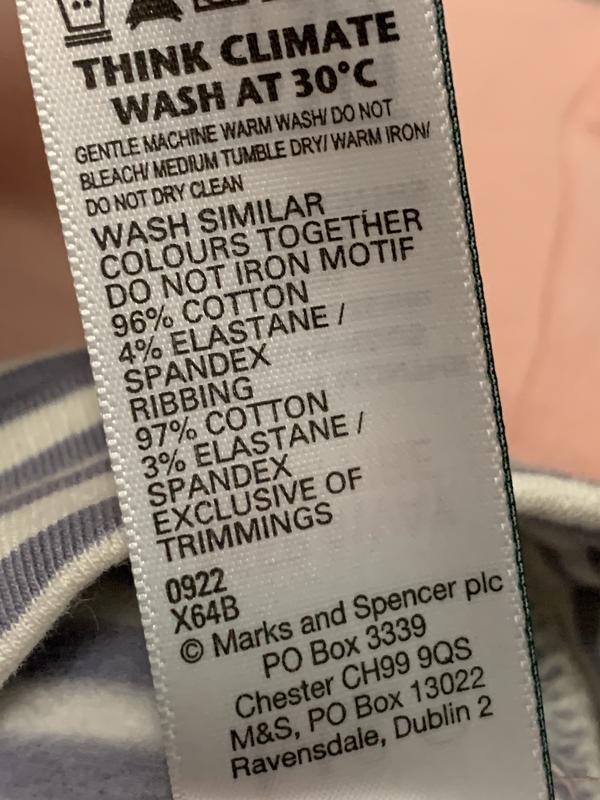 THINK CLIMATE
WASH AT 30°C
GENTLE MACHINE WARM WASH/ DO NOT
BLEACH/ MEDIUM TUMBLE DRY/ WARM IRON/
DO NOT DRY CLEAN
WASH SIMILAR
COLOURS TOGETHER
DO NOT IRON MOTIF
96% COTTON
4% ELASTANE /
SPANDEX
RIBBING
97% COTTON
3% ELASTANE /
SPANDEX
EXCLUSIVE OF
TRIMMINGS
0922
X64B
© Marks and Spencer plc
PO Box 3339
Chester CH99 9QS
M&S, PO Box 13022
Ravensdale, Dublin 2